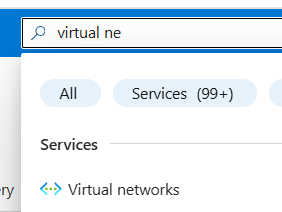 virtual ne
All
Services (99+)
Services
Virtual networks